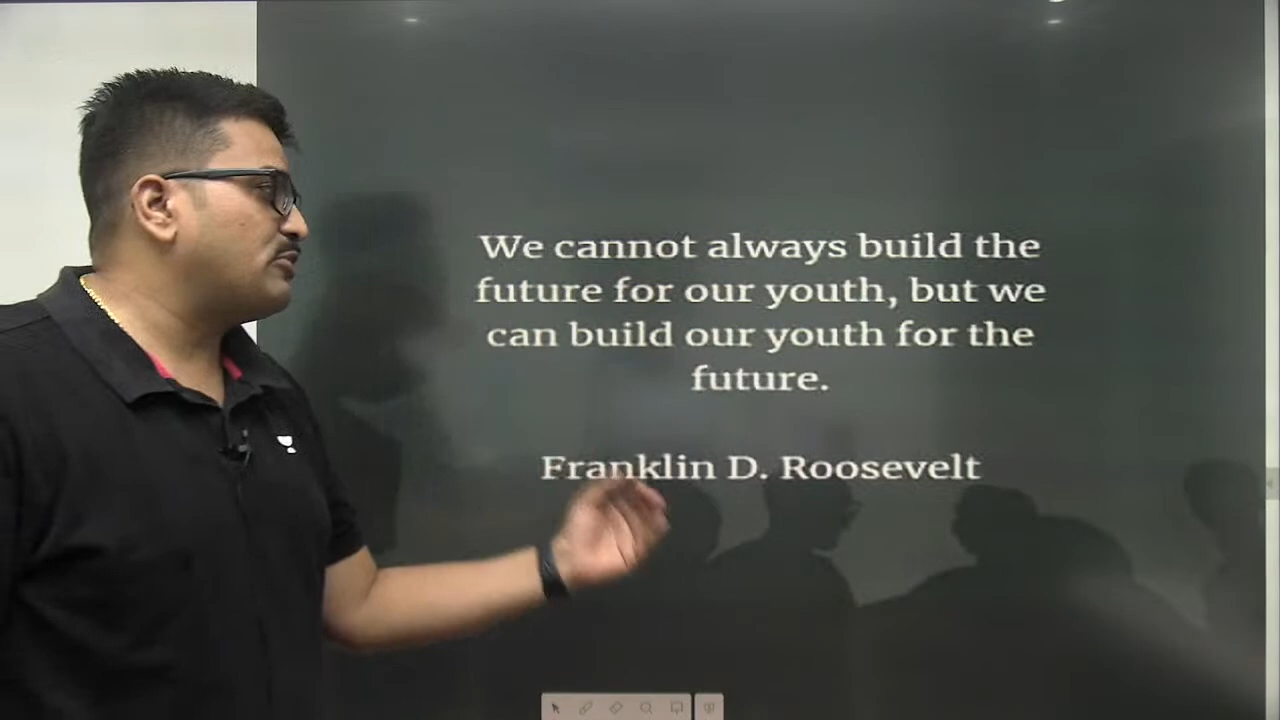 We cannot always build the
future for our youth, but we
can build our youth for the
future.
Franklin D. Roosevelt